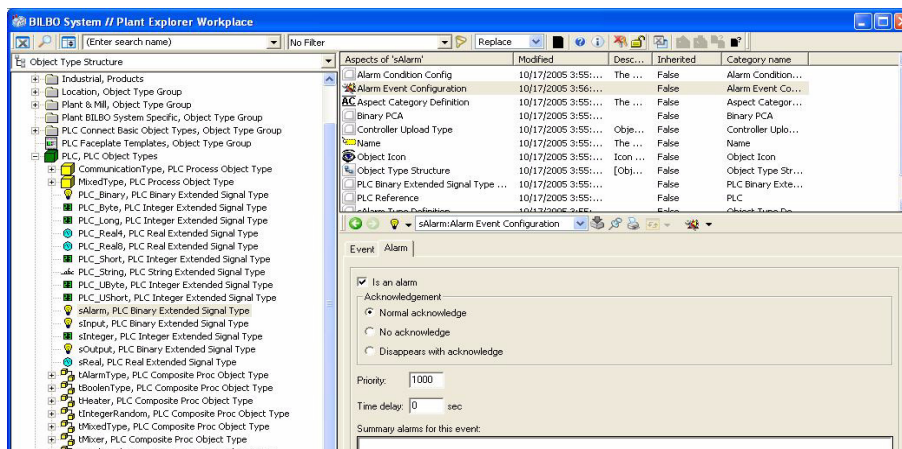 BILBO System // Plant Explorer Workplace
(Enter search name) No Filter Replace
Object Type Structure
Industrial, Products
Location, Object Type Group
Plant & Mill, Object Type Group
Plant BILBO System Specific, Object Type Group
PLC Connect Basic Object Types, Object Type Group
PLC Faceplate Templates, Object Type Group
PLC, PLC Object Types
CommunicationType, PLC Process Object Type
MixedType, PLC Process Object Type
PLC_Binary, PLC Binary Extended Signal Type
PLC_Byte, PLC Integer Extended Signal Type
PLC_Long, PLC Integer Extended Signal Type
PLC_Real4, PLC Real Extended Signal Type
PLC_Real8, PLC Real Extended Signal Type
PLC_Short, PLC Integer Extended Signal Type
abc PLC_String, PLC String Extended Signal Type
PLC_UByte, PLC Integer Extended Signal Type
PLC_UShort, PLC Integer Extended Signal Type
sAlarm, PLC Binary Extended Signal Type
sInput, PLC Binary Extended Signal Type
sInteger, PLC Integer Extended Signal Type
sOutput, PLC Binary Extended Signal Type
sReal, PLC Real Extended Signal Type
tAlarmType, PLC Composite Proc Object Type
tBoolenType, PLC Composite Proc Object Type
tHeater, PLC Composite Proc Object Type
tIntegerRandom, PLC Composite Proc Object Type
tMixedType, PLC Composite Proc Object Type
tMixer, PLC Composite Proc Object Type
Aspects of 'sAlarm' Modified Desc... Inherited Category name
Alarm Condition Config 10/17/2005 3:55:... The ... False Alarm Condition...
Alarm Event Configuration 10/17/2005 3:56:... False Alarm Event Co...
AC Aspect Category Definition 10/17/2005 3:55:... The ... False Aspect Categor...
Binary PCA 10/17/2005 3:55:... False Binary PCA
Controller Upload Type 10/17/2005 3:55:... Obje... False Controller Uplo...
Name 10/17/2005 3:55:... The ... False Name
Object Icon 10/17/2005 3:55:... Icon ... False Object Icon
Object Type Structure 10/17/2005 3:55:... [Obj... False Object Type Str...
PLC Binary Extended Signal Type ... 10/17/2005 3:55:... False PLC Binary Exte...
PLC Reference 10/17/2005 3:55:... False PLC
sAlarm Type Definition 10/17/2005 3:55:... False Object Type De...
sAlarm:Alarm Event Configuration
Event Alarm
Is an alarm
Acknowledgement
Normal acknowledge
No acknowledge
Disappears with acknowledge
Priority: 1000
Time delay: 0 sec
Summary alarms for this event: